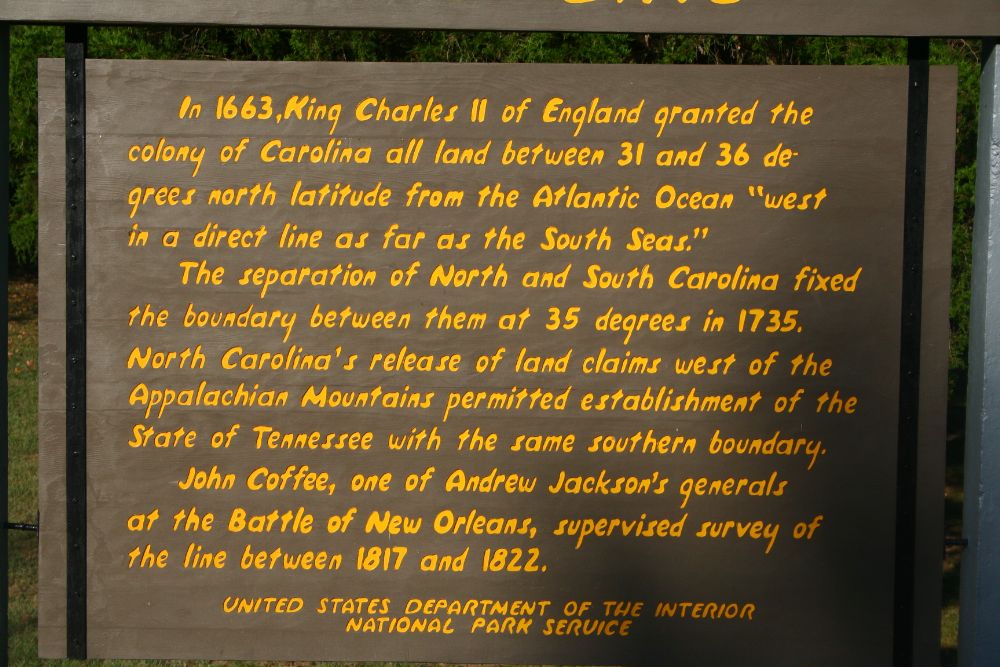 In 1663, King Charles II of England granted the
colony of Carolina all land between 31 and 36 de-
grees north latitude from the Atlantic Ocean "west
in a direct line as far as the South Seas."
The separation of North and South Carolina fixed
the boundary between them at 35 degrees in 1735.
North Carolina's release of land claims west of the
Appalachian Mountains permitted establishment of the
State of Tennessee with the same southern boundary.
John Coffee, one of Andrew Jackson's generals
at the Battle of New Orleans, supervised survey of
the line between 1817 and 1822.
UNITED STATES DEPARTMENT OF THE INTERIOR
NATIONAL PARK SERVICE